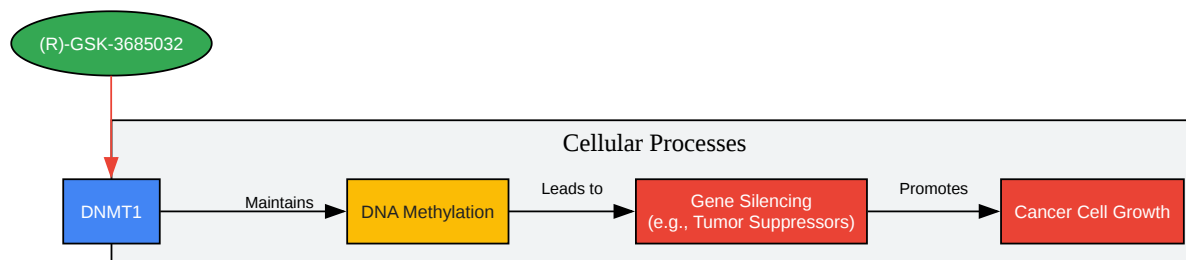 (R)-GSK-3685032
Cellular Processes
DNMT1
Maintains
DNA Methylation
Leads to
Gene Silencing
(e.g., Tumor Suppressors)
Promotes
Cancer Cell Growth